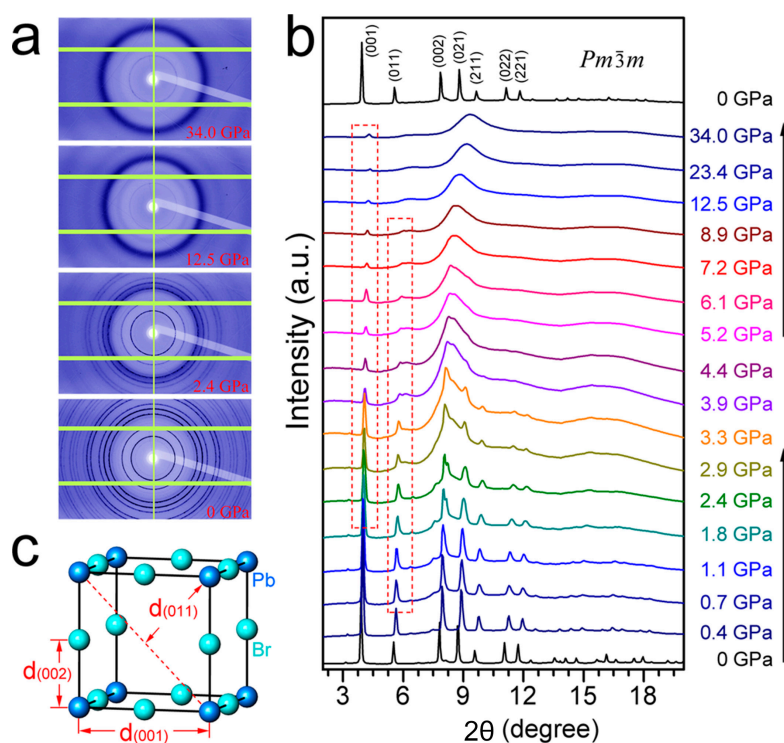 a
34.0 GPa
12.5 GPa
2.4 GPa
0 GPa
b
(001)
(011)
(002)
(021)
(211)
(022)
(221)
Pm3̄m
0 GPa
34.0 GPa
23.4 GPa
12.5 GPa
8.9 GPa
7.2 GPa
6.1 GPa
5.2 GPa
4.4 GPa
3.9 GPa
3.3 GPa
2.9 GPa
2.4 GPa
1.8 GPa
1.1 GPa
0.7 GPa
0.4 GPa
0 GPa
Intensity (a.u.)
3 6 9 12 15 18
2θ (degree)
c
Pb
d(011)
Br
d(002)
d(001)